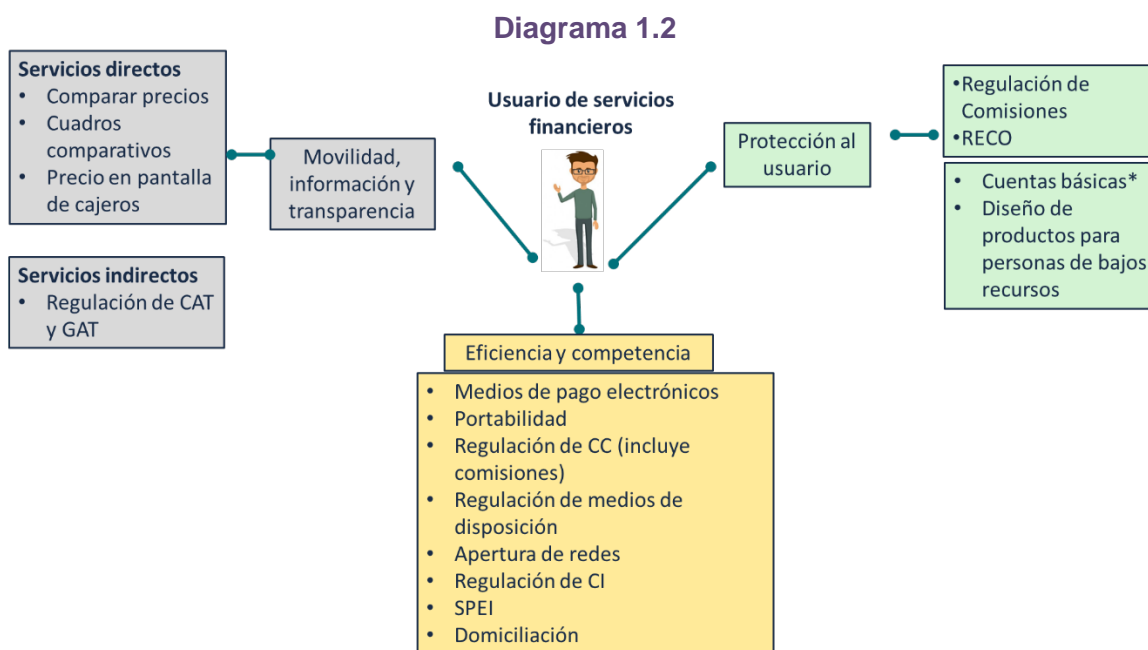 Diagrama 1.2
Servicios directos
• Comparar precios
• Cuadros
comparativos
• Precio en pantalla
de cajeros
Movilidad,
información y
transparencia
Servicios indirectos
• Regulación de CAT
y GAT
Usuario de servicios
financieros
Protección al
usuario
•Regulación de
Comisiones
•RECO
• Cuentas básicas*
• Diseño de
productos para
personas de bajos
recursos
Eficiencia y competencia
• Medios de pago electrónicos
• Portabilidad
• Regulación de CC (incluye
comisiones)
• Regulación de medios de
disposición
• Apertura de redes
• Regulación de CI
• SPEI
• Domiciliación